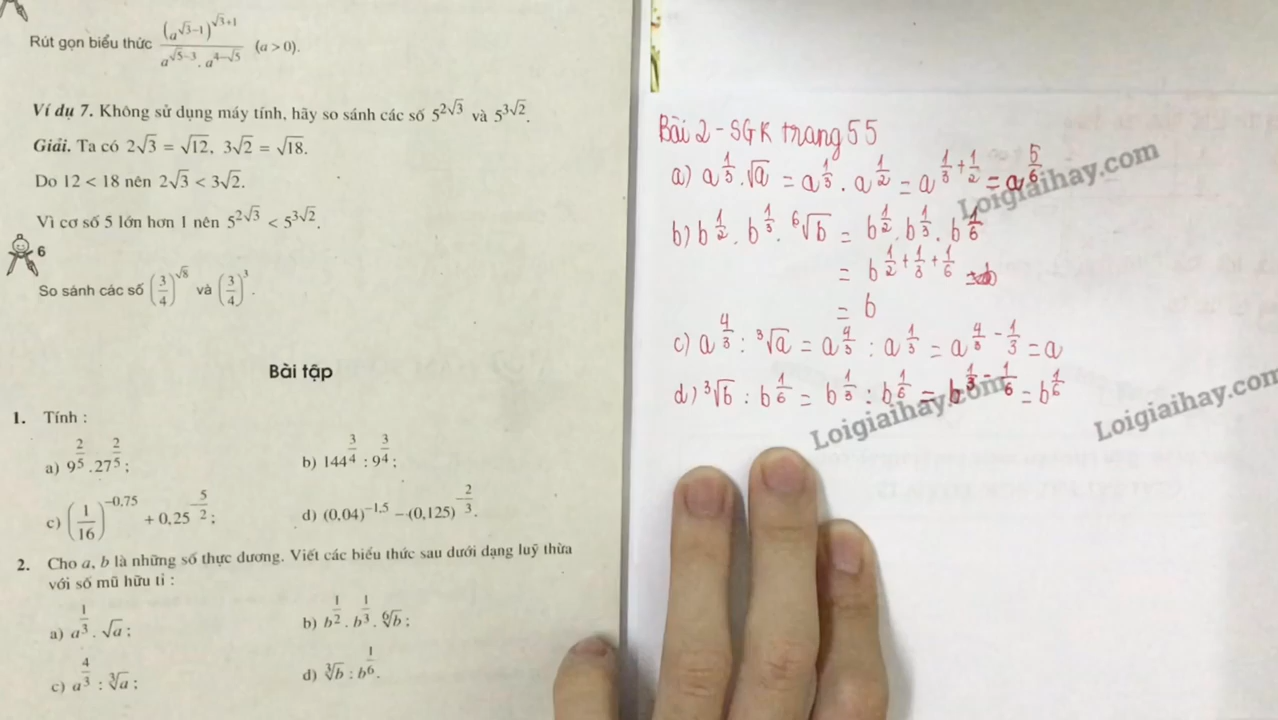 Rút gọn biểu thức (a^(√3−1))^(√3+1) / (a^(√5−3) . a^(4−√5)) (a > 0).
Ví dụ 7. Không sử dụng máy tính, hãy so sánh các số 5^(2√3) và 5^(3√2).
Giải. Ta có 2√3 = √12, 3√2 = √18.
Do 12 < 18 nên 2√3 < 3√2.
Vì cơ số 5 lớn hơn 1 nên 5^(2√3) < 5^(3√2).
6
So sánh các số (3/4)^(√8) và (3/4)^3.
Bài tập
1. Tính :
a) 9^(2/5) . 27^(2/5) ; b) 144^(3/4) : 9^(3/4) ;
c) (1/16)^(−0,75) + 0,25^(−5/2) ; d) (0,04)^(−1,5) − (0,125)^(−2/3).
2. Cho a, b là những số thực dương. Viết các biểu thức sau dưới dạng luỹ thừa
với số mũ hữu tỉ :
a) a^(1/3) . √a ; b) b^(1/2) . b^(1/3) . ⁶√b ;
c) a^(4/3) : ³√a ; d) ³√b : b^(1/6).
Bài 2 - SGK trang 55
a) a^(1/3) . √a = a^(1/3) . a^(1/2) = a^(1/3 + 1/2) = a^(5/6)
b) b^(1/2) . b^(1/3) . ⁶√b = b^(1/2) . b^(1/3) . b^(1/6)
= b^(1/2 + 1/3 + 1/6)
= b
c) a^(4/3) : ³√a = a^(4/3) : a^(1/3) = a^(4/3 − 1/3) = a
d) ³√b : b^(1/6) = b^(1/3) : b^(1/6) = b^(1/3 − 1/6) = b^(1/6)
Loigiaihay.com
Loigiaihay.com
Loigiaihay.com